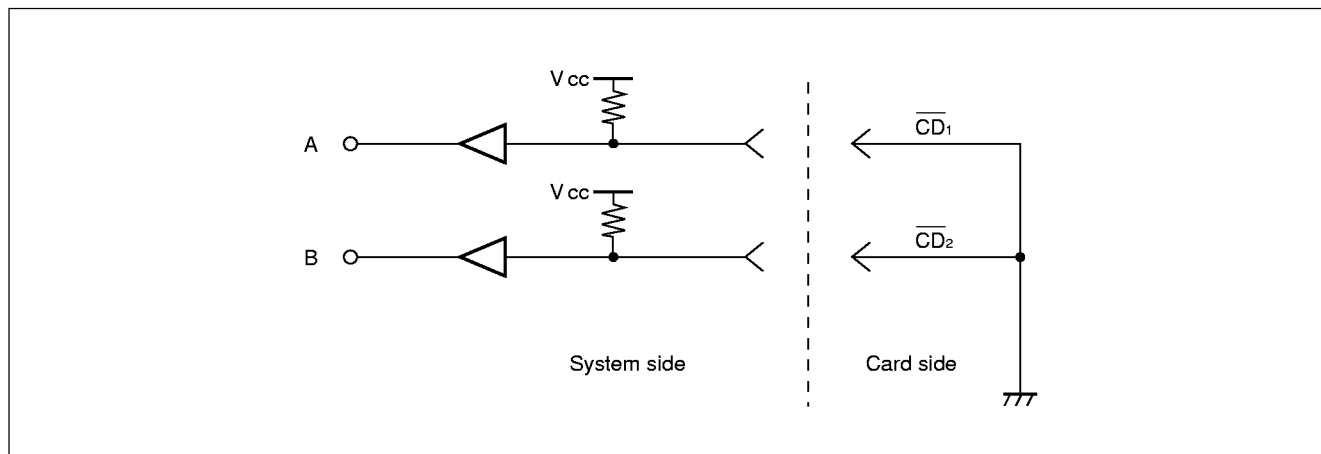 Vcc
A
CD₁
Vcc
B
CD₂
System side
Card side